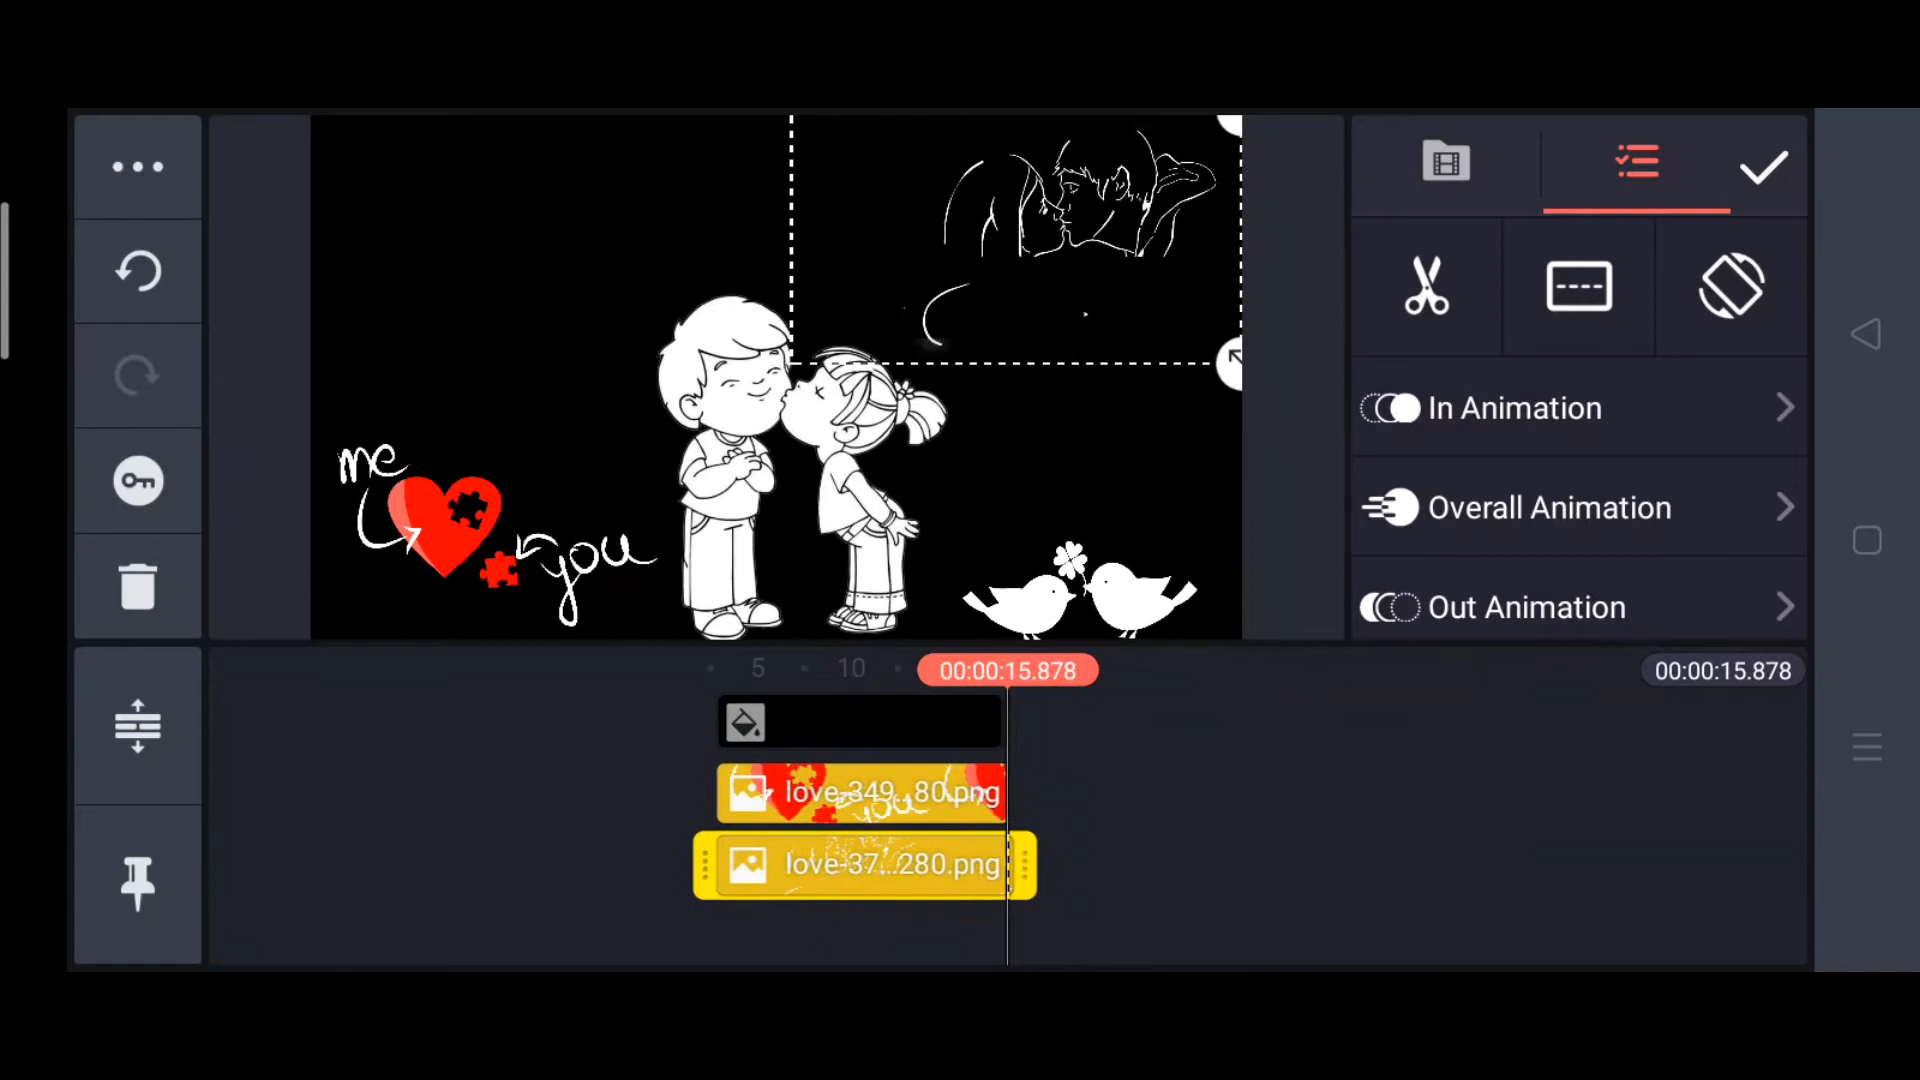 In Animation
me
Overall Animation
you
Out Animation
5 10 00:00:15.878 00:00:15.878
love-349...80.png
you
love-37...280.png